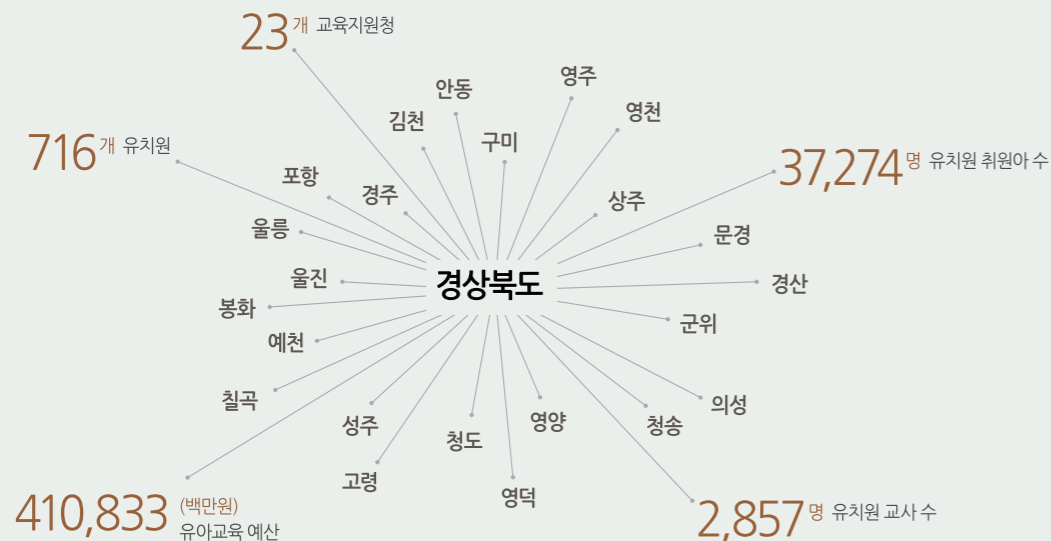 23개 교육지원청
716개 유치원
37,274명 유치원 취원아 수
안동
영주
김천
구미
영천
포항
경주
상주
울릉
문경
울진
경상북도
경산
봉화
군위
예천
칠곡
성주
청도
영양
청송
의성
고령
영덕
410,833 (백만원)
유아교육 예산
2,857명 유치원 교사 수